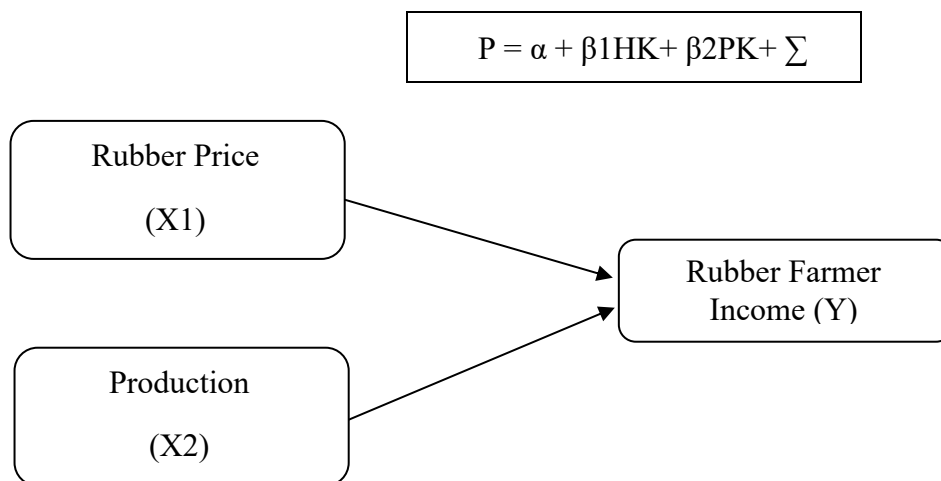 P = α + β1HK+ β2PK+ ∑
Rubber Price
(X1)
Rubber Farmer
Income (Y)
Production
(X2)